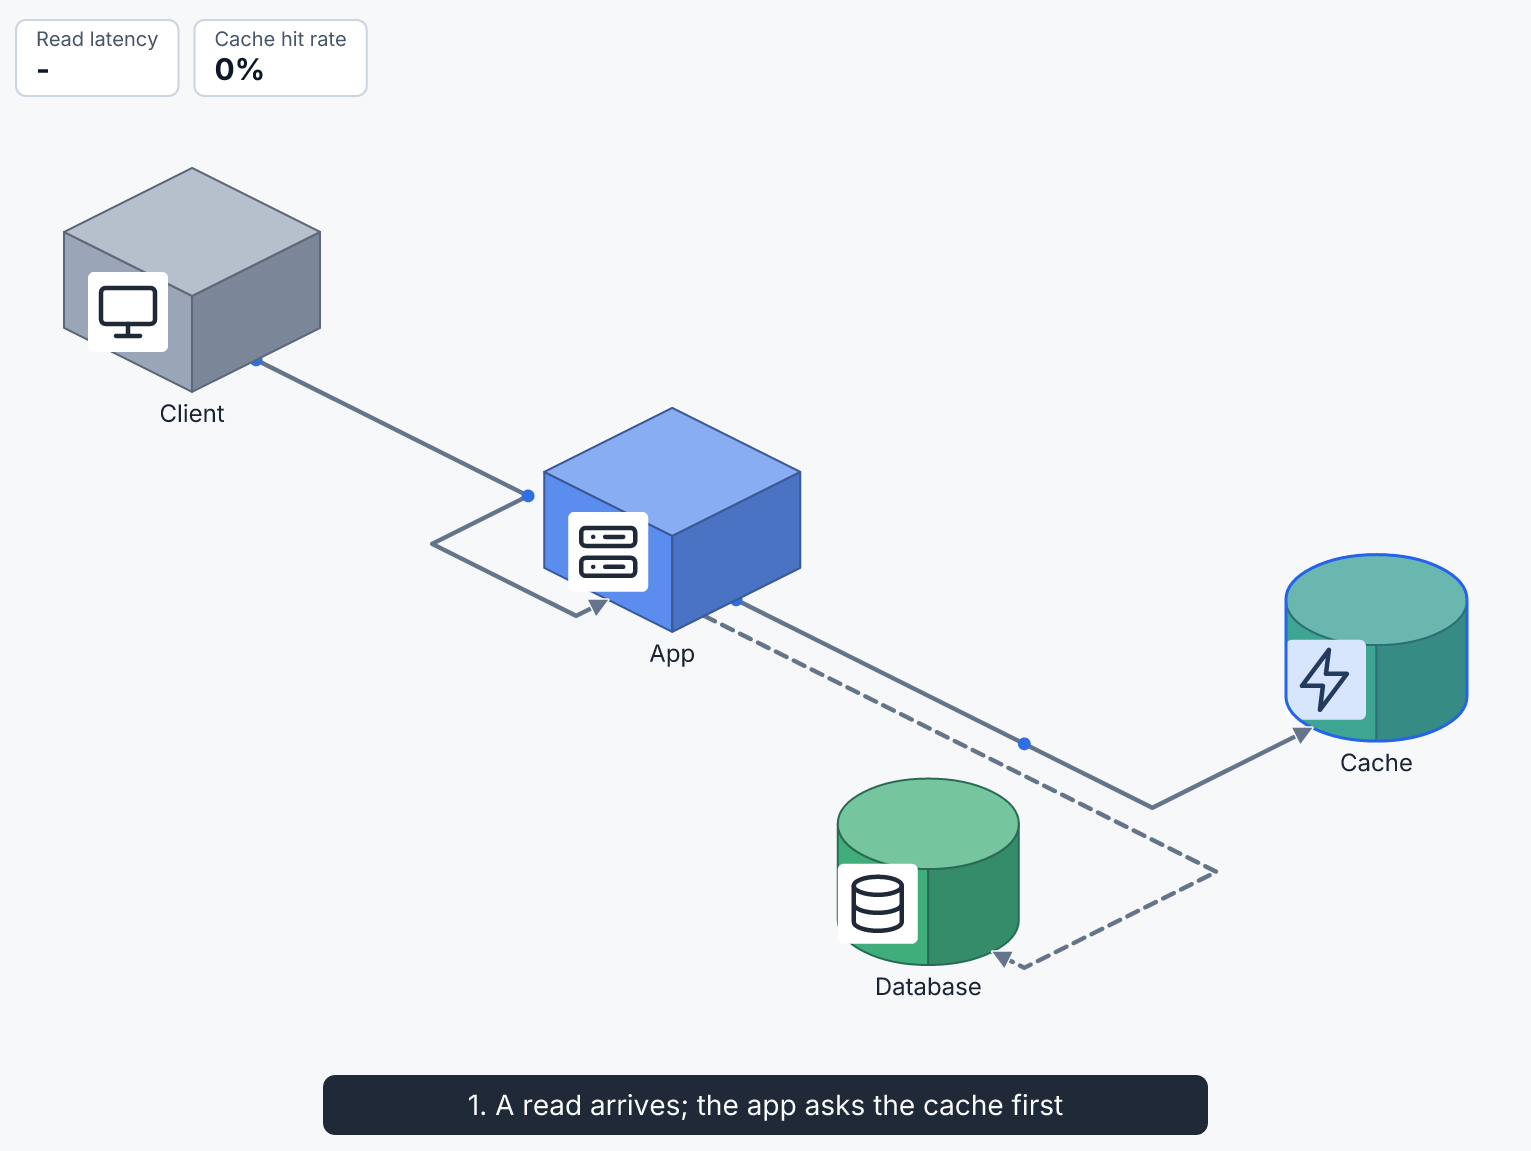 Read latency
-
Cache hit rate
0%
Client
App
Cache
Database
1. A read arrives; the app asks the cache first